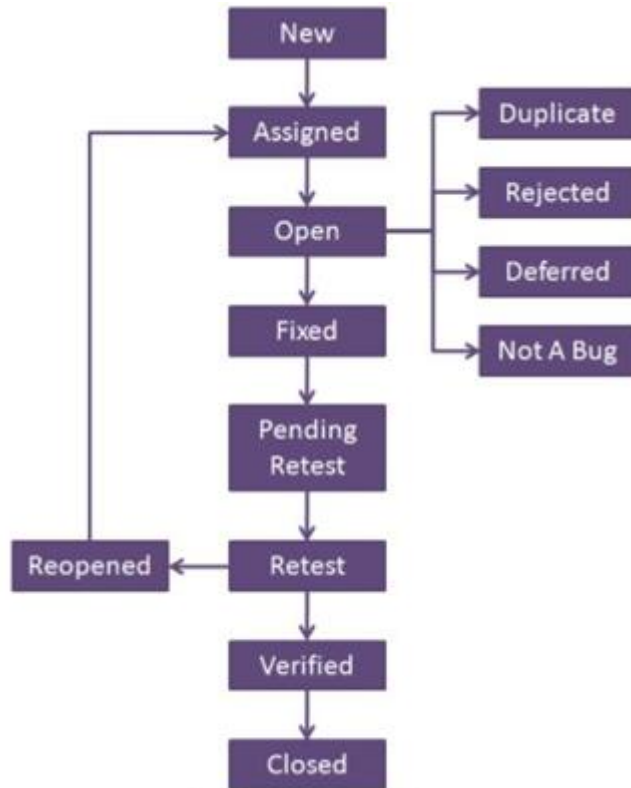 New
Assigned
Duplicate
Rejected
Open
Deferred
Fixed
Not A Bug
Pending
Retest
Reopened
Retest
Verified
Closed